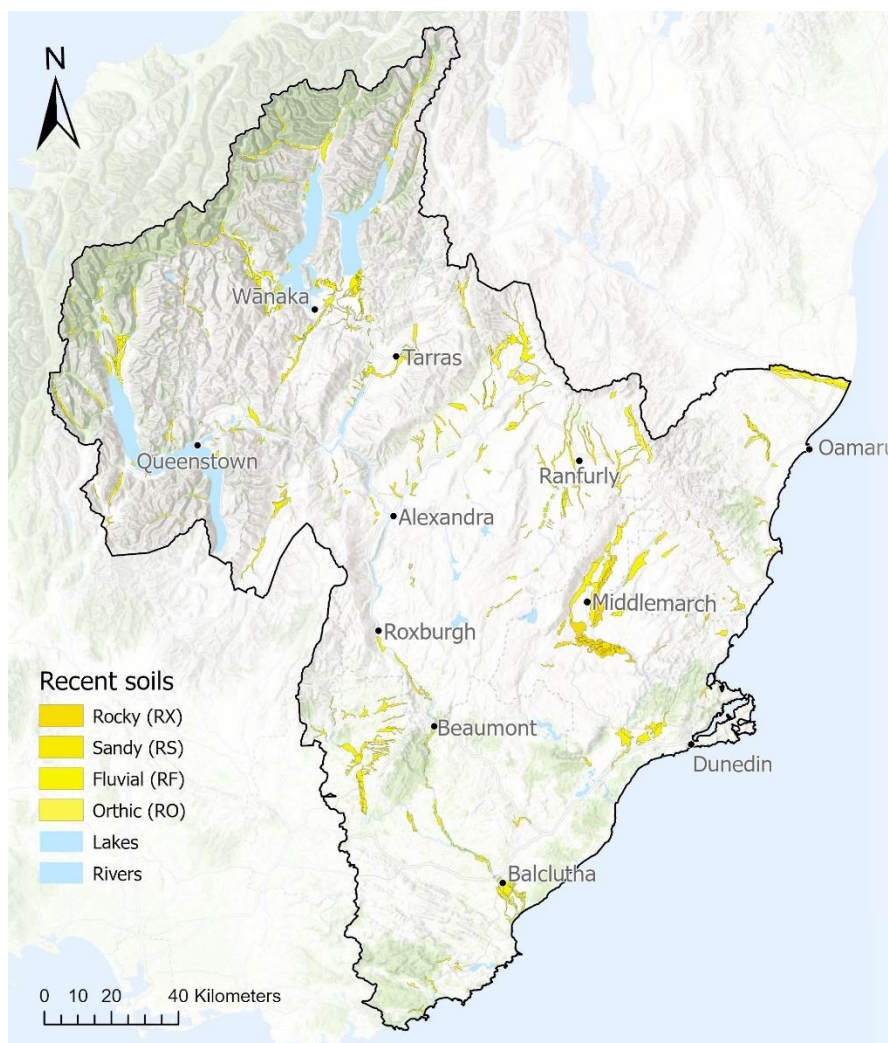 N
Wānaka
Tarras
Queenstown
Oamaru
Ranfurly
Alexandra
Middlemarch
Roxburgh
Recent soils
Rocky (RX)
Sandy (RS)
Fluvial (RF)
Orthic (RO)
Lakes
Rivers
Beaumont
Dunedin
Balclutha
0 10 20 40 Kilometers